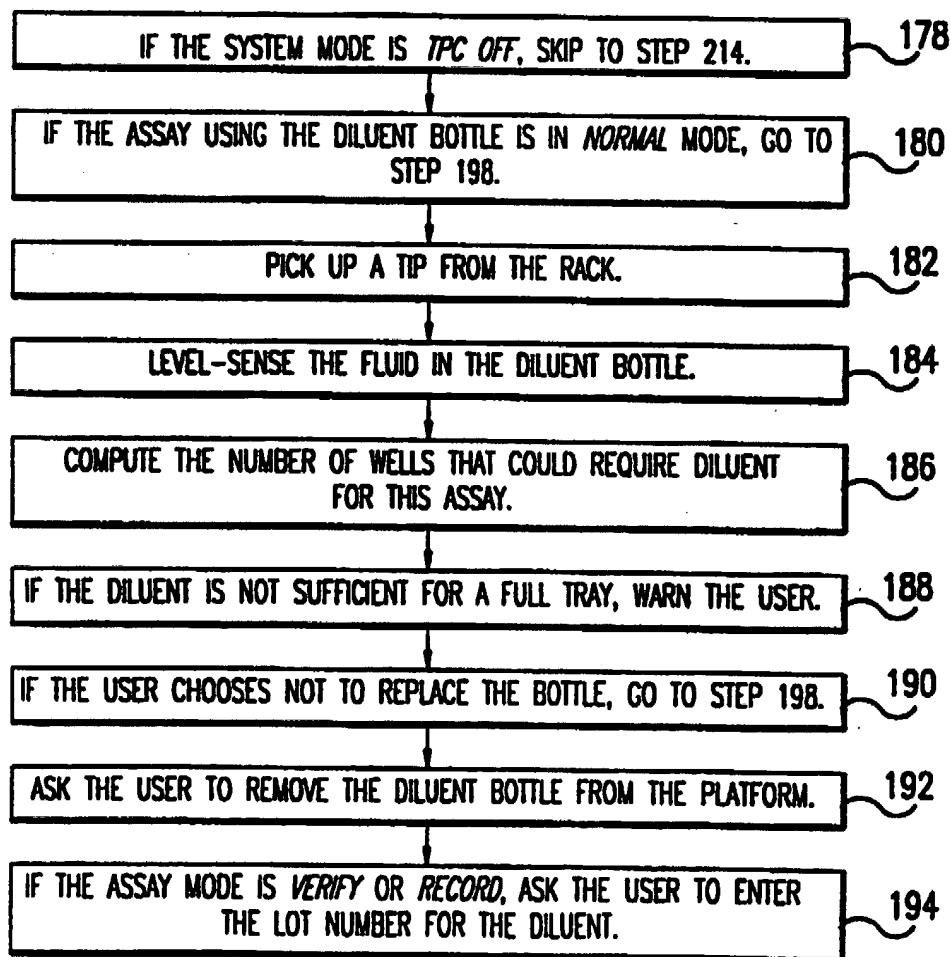 IF THE SYSTEM MODE IS TPC OFF, SKIP TO STEP 214.
178
IF THE ASSAY USING THE DILUENT BOTTLE IS IN NORMAL MODE, GO TO
STEP 198.
180
PICK UP A TIP FROM THE RACK.
182
LEVEL-SENSE THE FLUID IN THE DILUENT BOTTLE.
184
COMPUTE THE NUMBER OF WELLS THAT COULD REQUIRE DILUENT
FOR THIS ASSAY.
186
IF THE DILUENT IS NOT SUFFICIENT FOR A FULL TRAY, WARN THE USER.
188
IF THE USER CHOOSES NOT TO REPLACE THE BOTTLE, GO TO STEP 198.
190
ASK THE USER TO REMOVE THE DILUENT BOTTLE FROM THE PLATFORM.
192
IF THE ASSAY MODE IS VERIFY OR RECORD, ASK THE USER TO ENTER
THE LOT NUMBER FOR THE DILUENT.
194